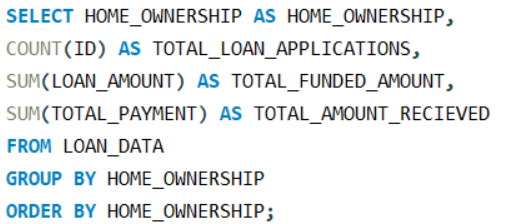 SELECT HOME_OWNERSHIP AS HOME_OWNERSHIP,
COUNT(ID) AS TOTAL_LOAN_APPLICATIONS,
SUM(LOAN_AMOUNT) AS TOTAL_FUNDED_AMOUNT,
SUM(TOTAL_PAYMENT) AS TOTAL_AMOUNT_RECIEVED
FROM LOAN_DATA
GROUP BY HOME_OWNERSHIP
ORDER BY HOME_OWNERSHIP;